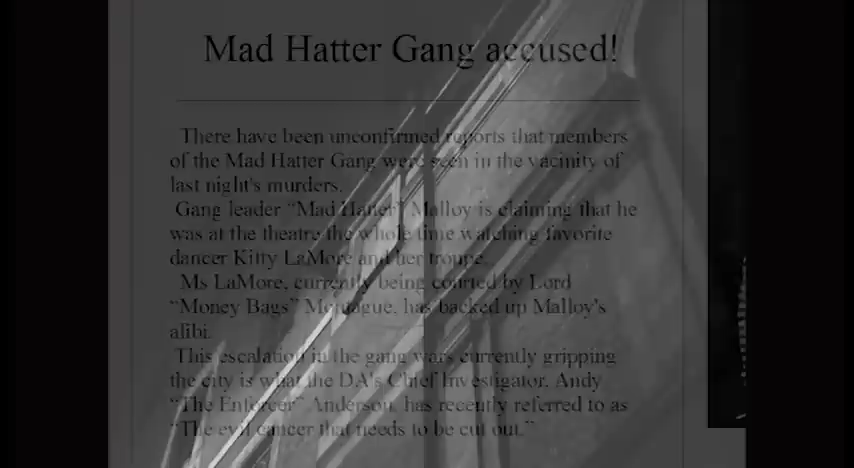 Mad Hatter Gang accused!
There have been unconfirmed reports that members
of the Mad Hatter Gang were seen in the vacinity of
last night's murders.
Gang leader “Mad Hatter” Malloy is claiming that he
was at the theatre the whole time watching favorite
dancer Kitty LaMore and her troupe.
Ms LaMore, currently being courted by Lord
“Money Bags” Montague, has backed up Malloy's
alibi.
This escalation in the gang wars currently gripping
the city is what the DA's Chief Investigator, Andy
“The Enforcer” Anderson, has recently referred to as
“The evil cancer that needs to be cut out.”